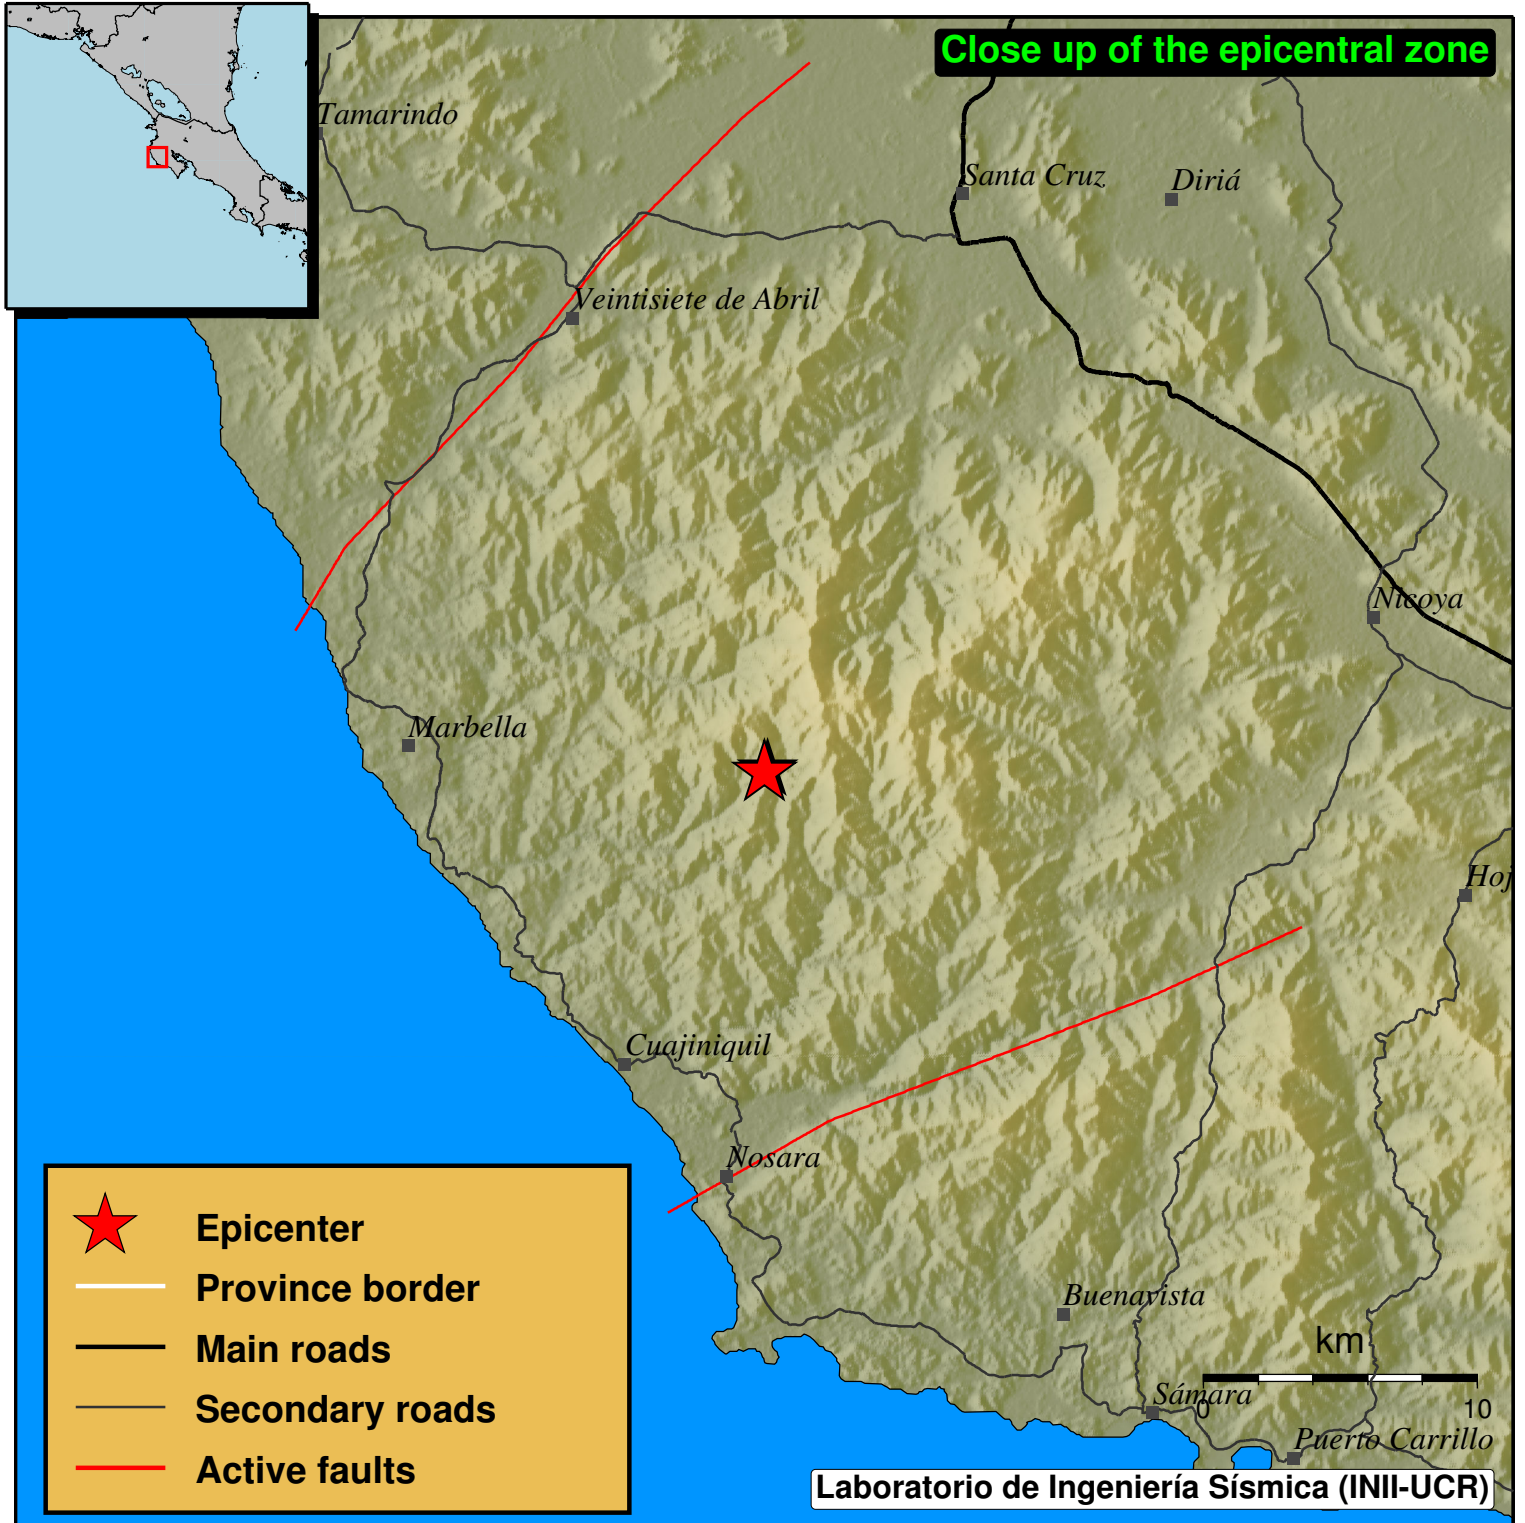 Close up of the epicentral zone
Tamarindo
Santa Cruz
Diriá
Veintisiete de Abril
Nicoya
Marbella
Hoj
Cuajiniquil
Nosara
Buenavista
km
Sámara
0
10
Puerto Carrillo
Epicenter
Province border
Main roads
Secondary roads
Active faults
Laboratorio de Ingeniería Sísmica (INII-UCR)